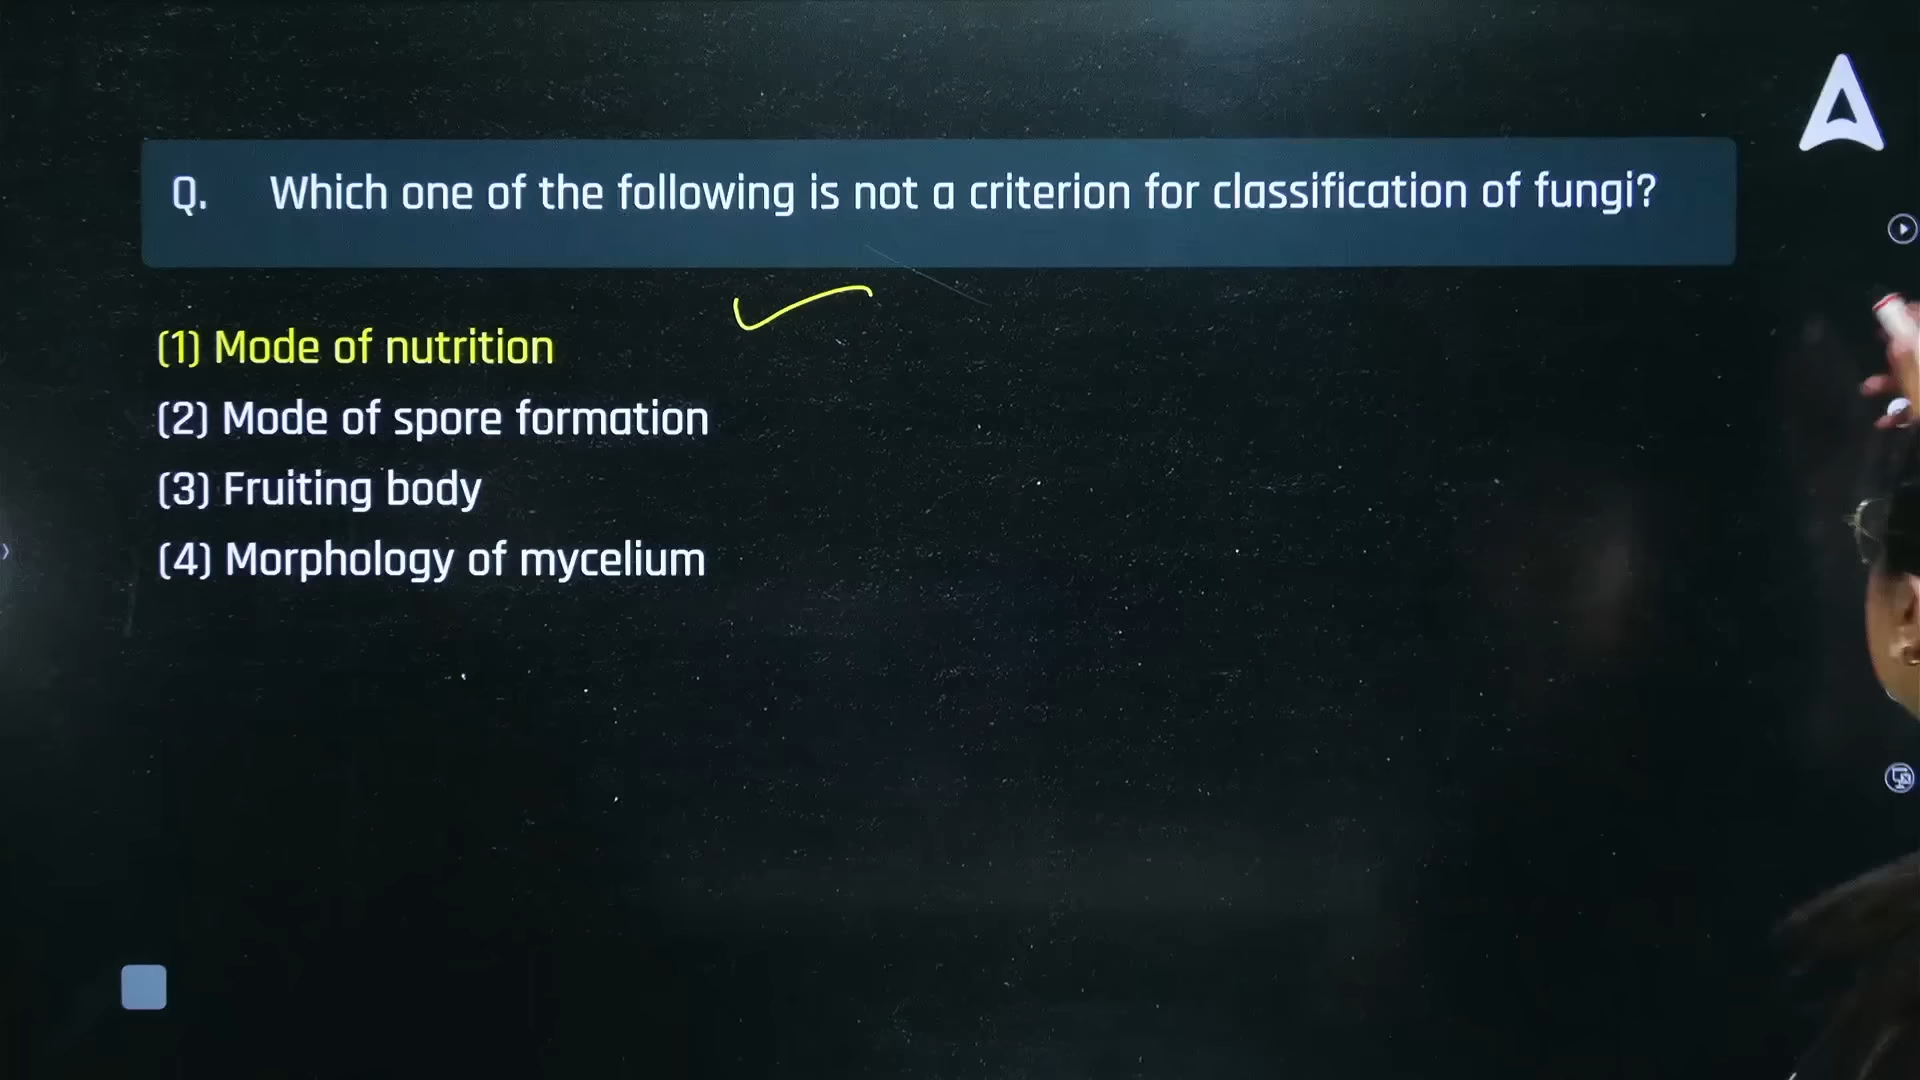 Q. Which one of the following is not a criterion for classification of fungi?
(1) Mode of nutrition
(2) Mode of spore formation
(3) Fruiting body
(4) Morphology of mycelium